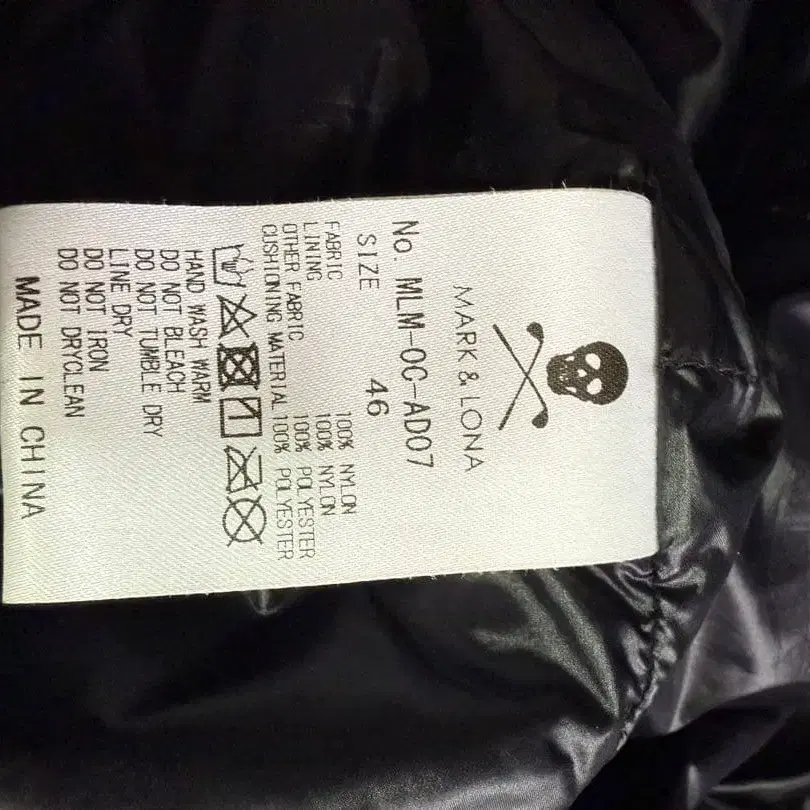 MARK & LONA
No. MLM-OC-AD07
SIZE 46
FABRIC 100% NYLON
LINING 100% NYLON
OTHER FABRIC 100% POLYESTER
CUSHIONING MATERIAL 100% POLYESTER
HAND WASH WARM
DO NOT BLEACH
DO NOT TUMBLE DRY
LINE DRY
DO NOT IRON
DO NOT DRYCLEAN
MADE IN CHINA